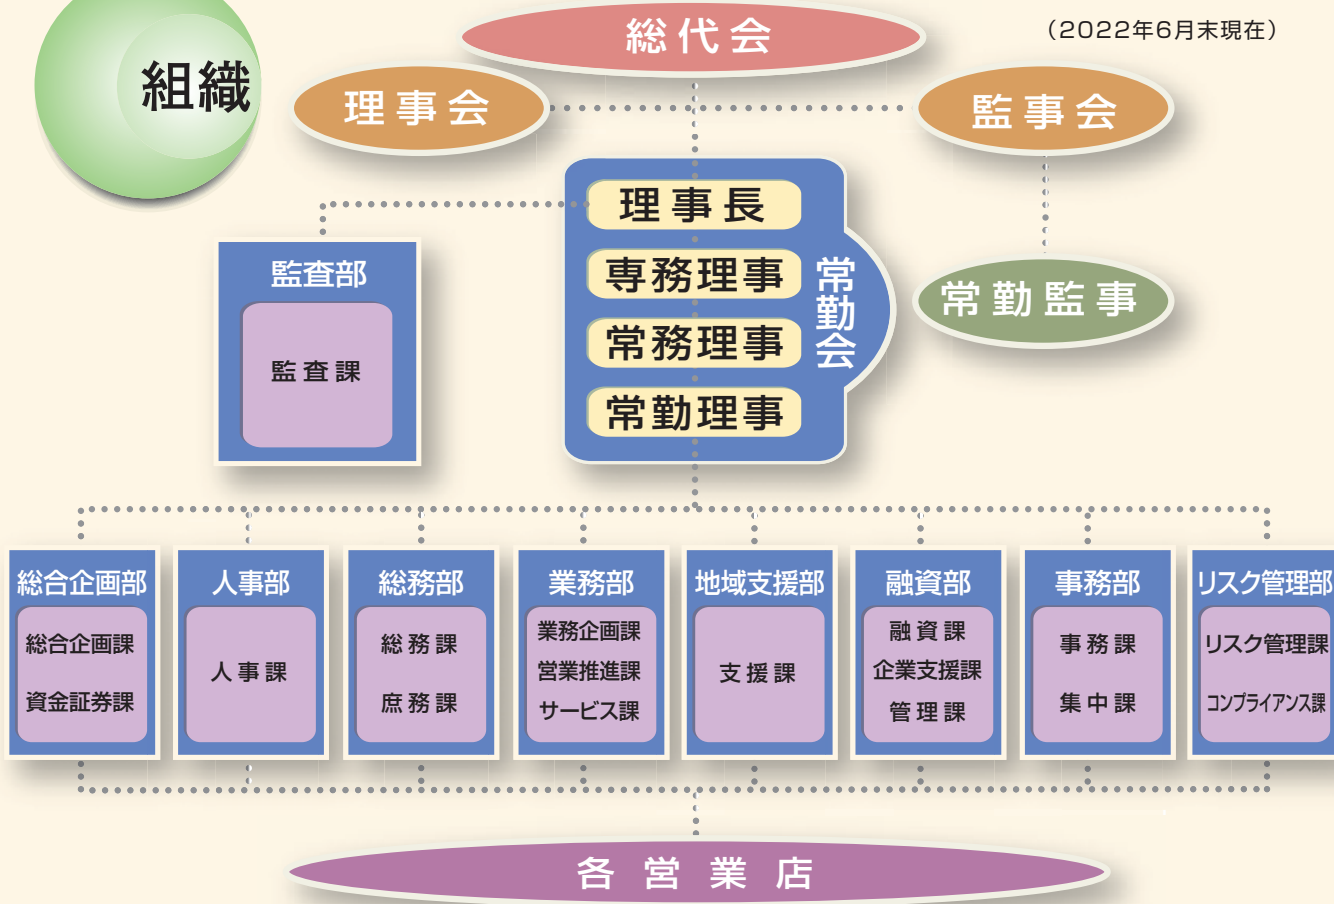 組織
（2022年6月末現在）
総代会
理事会
監事会
理事長
専務理事
常務理事
常勤理事
常勤会
常勤監事
監査部
監査課
総合企画部
総合企画課
資金証券課
人事部
人事課
総務部
総務課
庶務課
業務部
業務企画課
営業推進課
サービス課
地域支援部
支援課
融資部
融資課
企業支援課
管理課
事務部
事務課
集中課
リスク管理部
リスク管理課
コンプライアンス課
各営業店